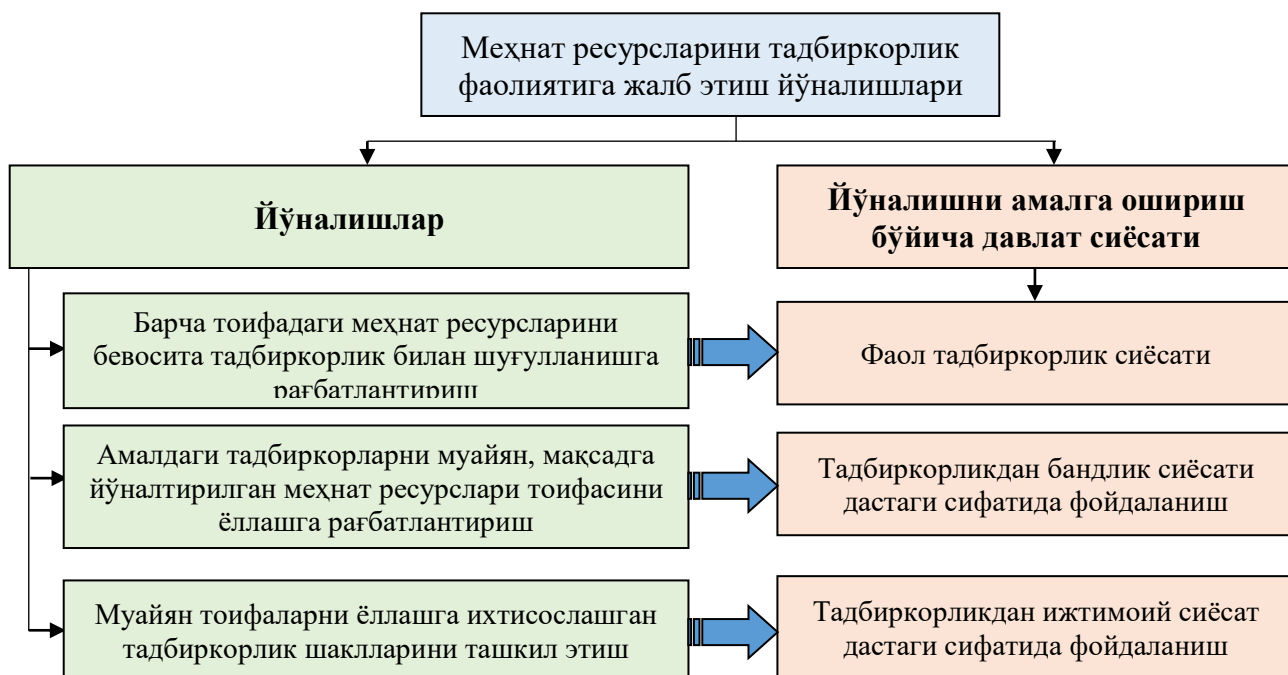 Меҳнат ресурсларини тадбиркорлик
фаолиятига жалб этиш йўналишлари
Йўналишлар
Йўналишни амалга ошириш
бўйича давлат сиёсати
Барча тоифадаги меҳнат ресурсларини
бевосита тадбиркорлик билан шуғулланишга
рағбатлантириш
Фаол тадбиркорлик сиёсати
Амалдаги тадбиркорларни муайян, мақсадга
йўналтирилган меҳнат ресурслари тоифасини
ёллашга рағбатлантириш
Тадбиркорликдан бандлик сиёсати
дастаги сифатида фойдаланиш
Муайян тоифаларни ёллашга ихтисослашган
тадбиркорлик шаклларини ташкил этиш
Тадбиркорликдан ижтимоий сиёсат
дастаги сифатида фойдаланиш